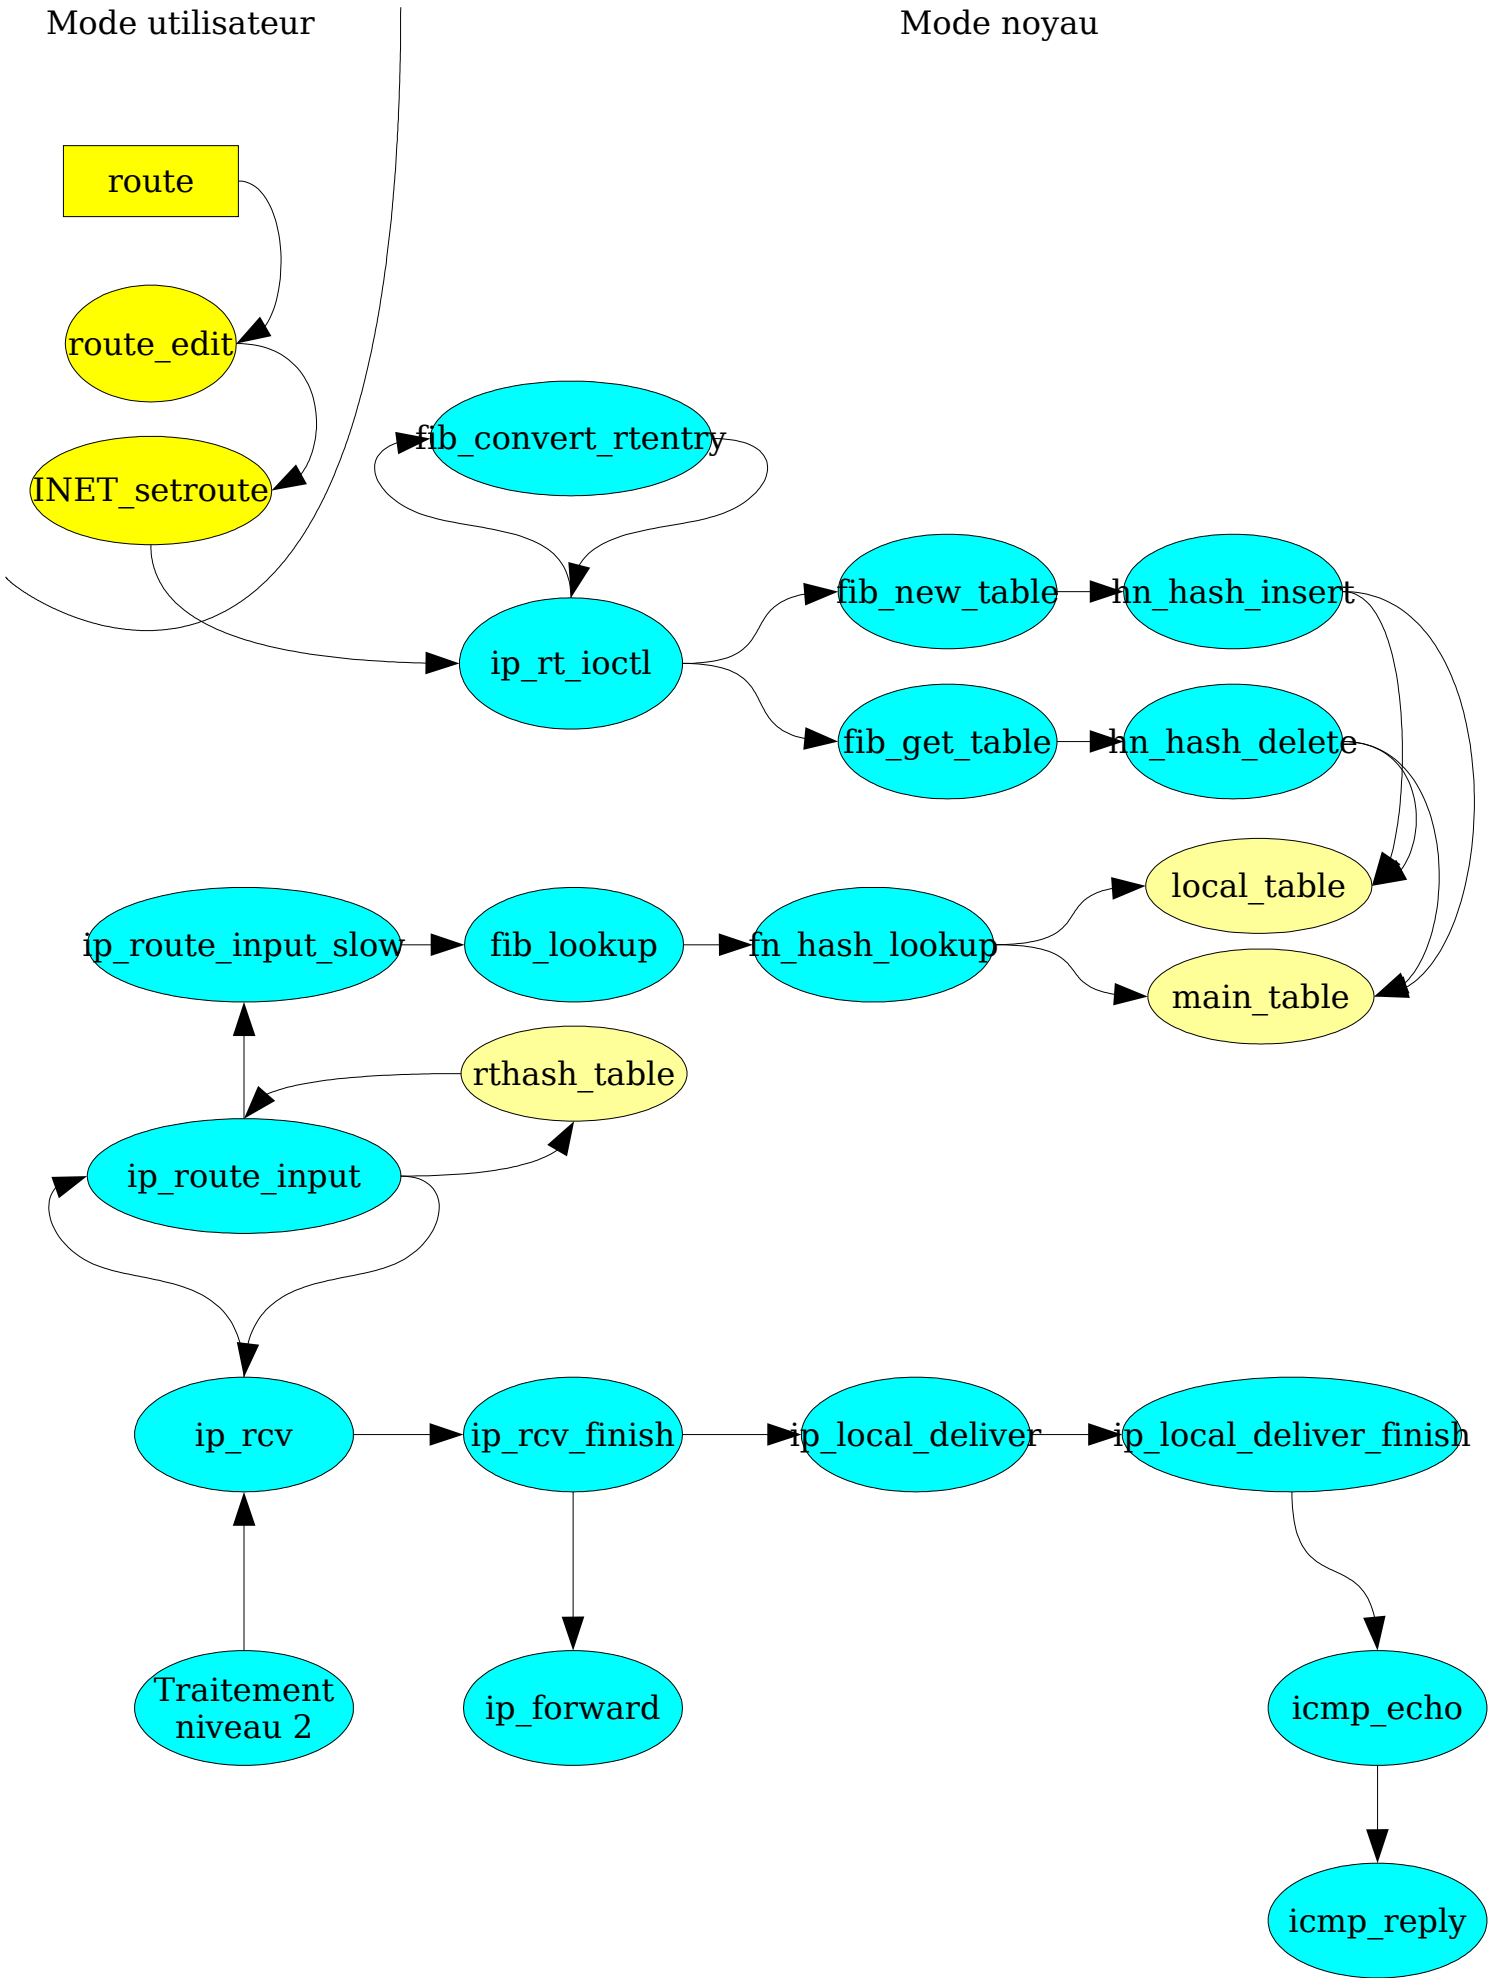 Mode utilisateur
Mode noyau
route
route_edit
fib_convert_rtentry
INET_setroute
fib_new_table
hn_hash_insert
ip_rt_ioctl
fib_get_table
hn_hash_delete
local_table
ip_route_input_slow
fib_lookup
fn_hash_lookup
main_table
rthash_table
ip_route_input
ip_rcv
ip_rcv_finish
ip_local_deliver
ip_local_deliver_finish
Traitement
niveau 2
ip_forward
icmp_echo
icmp_reply